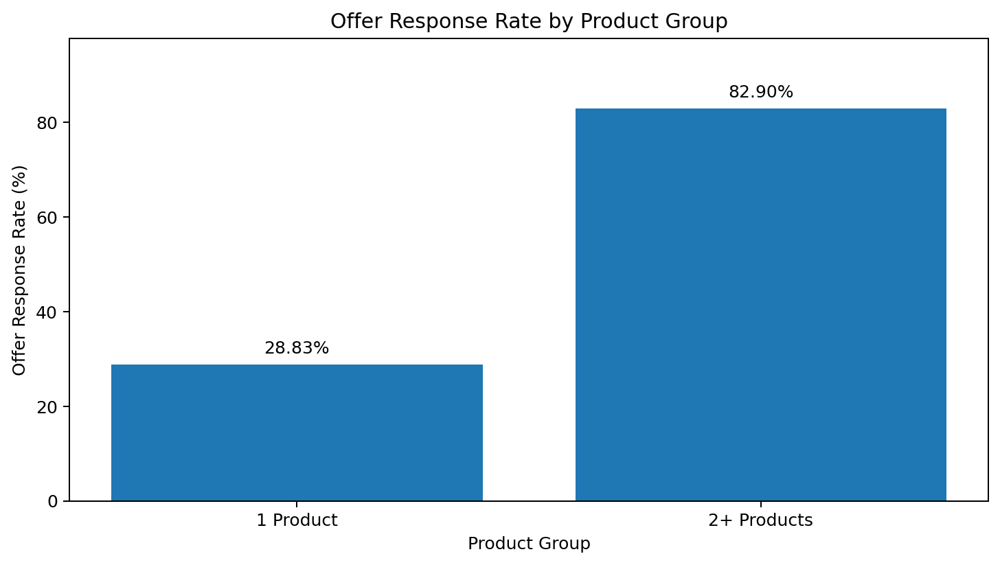 Offer Response Rate by Product Group
Offer Response Rate (%)
80
60
40
20
0
28.83%
82.90%
1 Product
2+ Products
Product Group